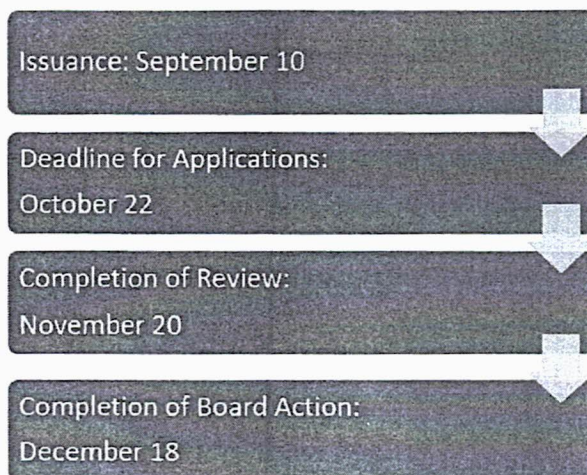 Issuance: September 10
Deadline for Applications:
October 22
Completion of Review:
November 20
Completion of Board Action:
December 18